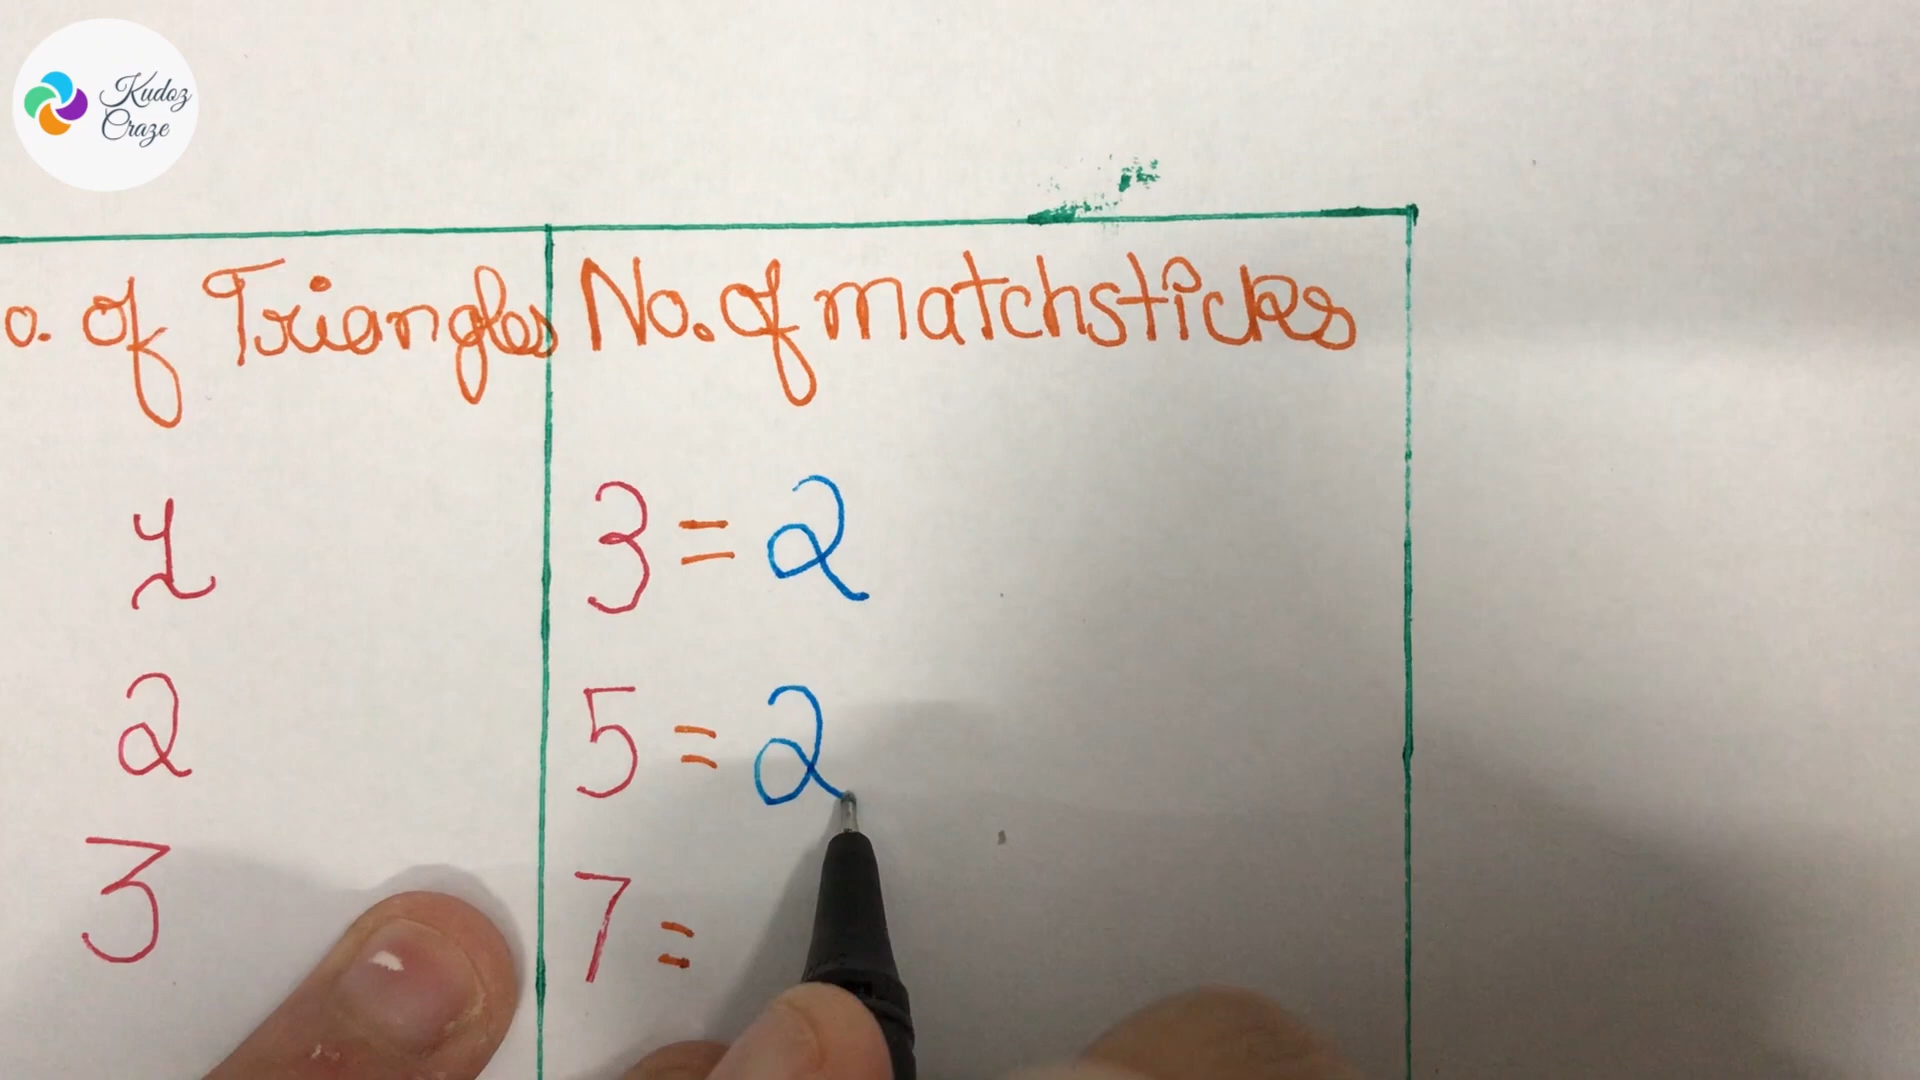 Kudoz
Craze
o. of Triangles No. of matchsticks
1 3 = 2
2 5 = 2
3 7 =